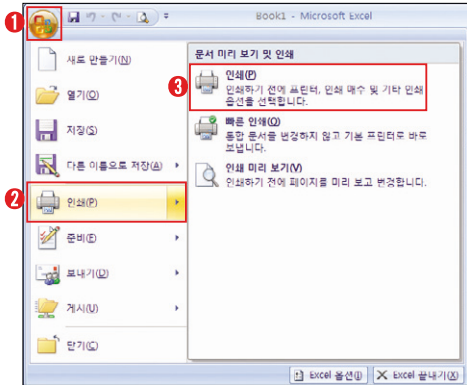 1
Book1 - Microsoft Excel
새로 만들기(N)
열기(O)
저장(S)
다른 이름으로 저장(A)
2
인쇄(P)
준비(E)
보내기(D)
게시(U)
닫기(C)
문서 미리 보기 및 인쇄
3
인쇄(P)
인쇄하기 전에 프린터, 인쇄 매수 및 기타 인쇄
옵션을 선택합니다.
빠른 인쇄(Q)
통합 문서를 변경하지 않고 기본 프린터로 바로
보냅니다.
인쇄 미리 보기(V)
인쇄하기 전에 페이지를 미리 보고 변경합니다.
Excel 옵션(I)
Excel 끝내기(X)